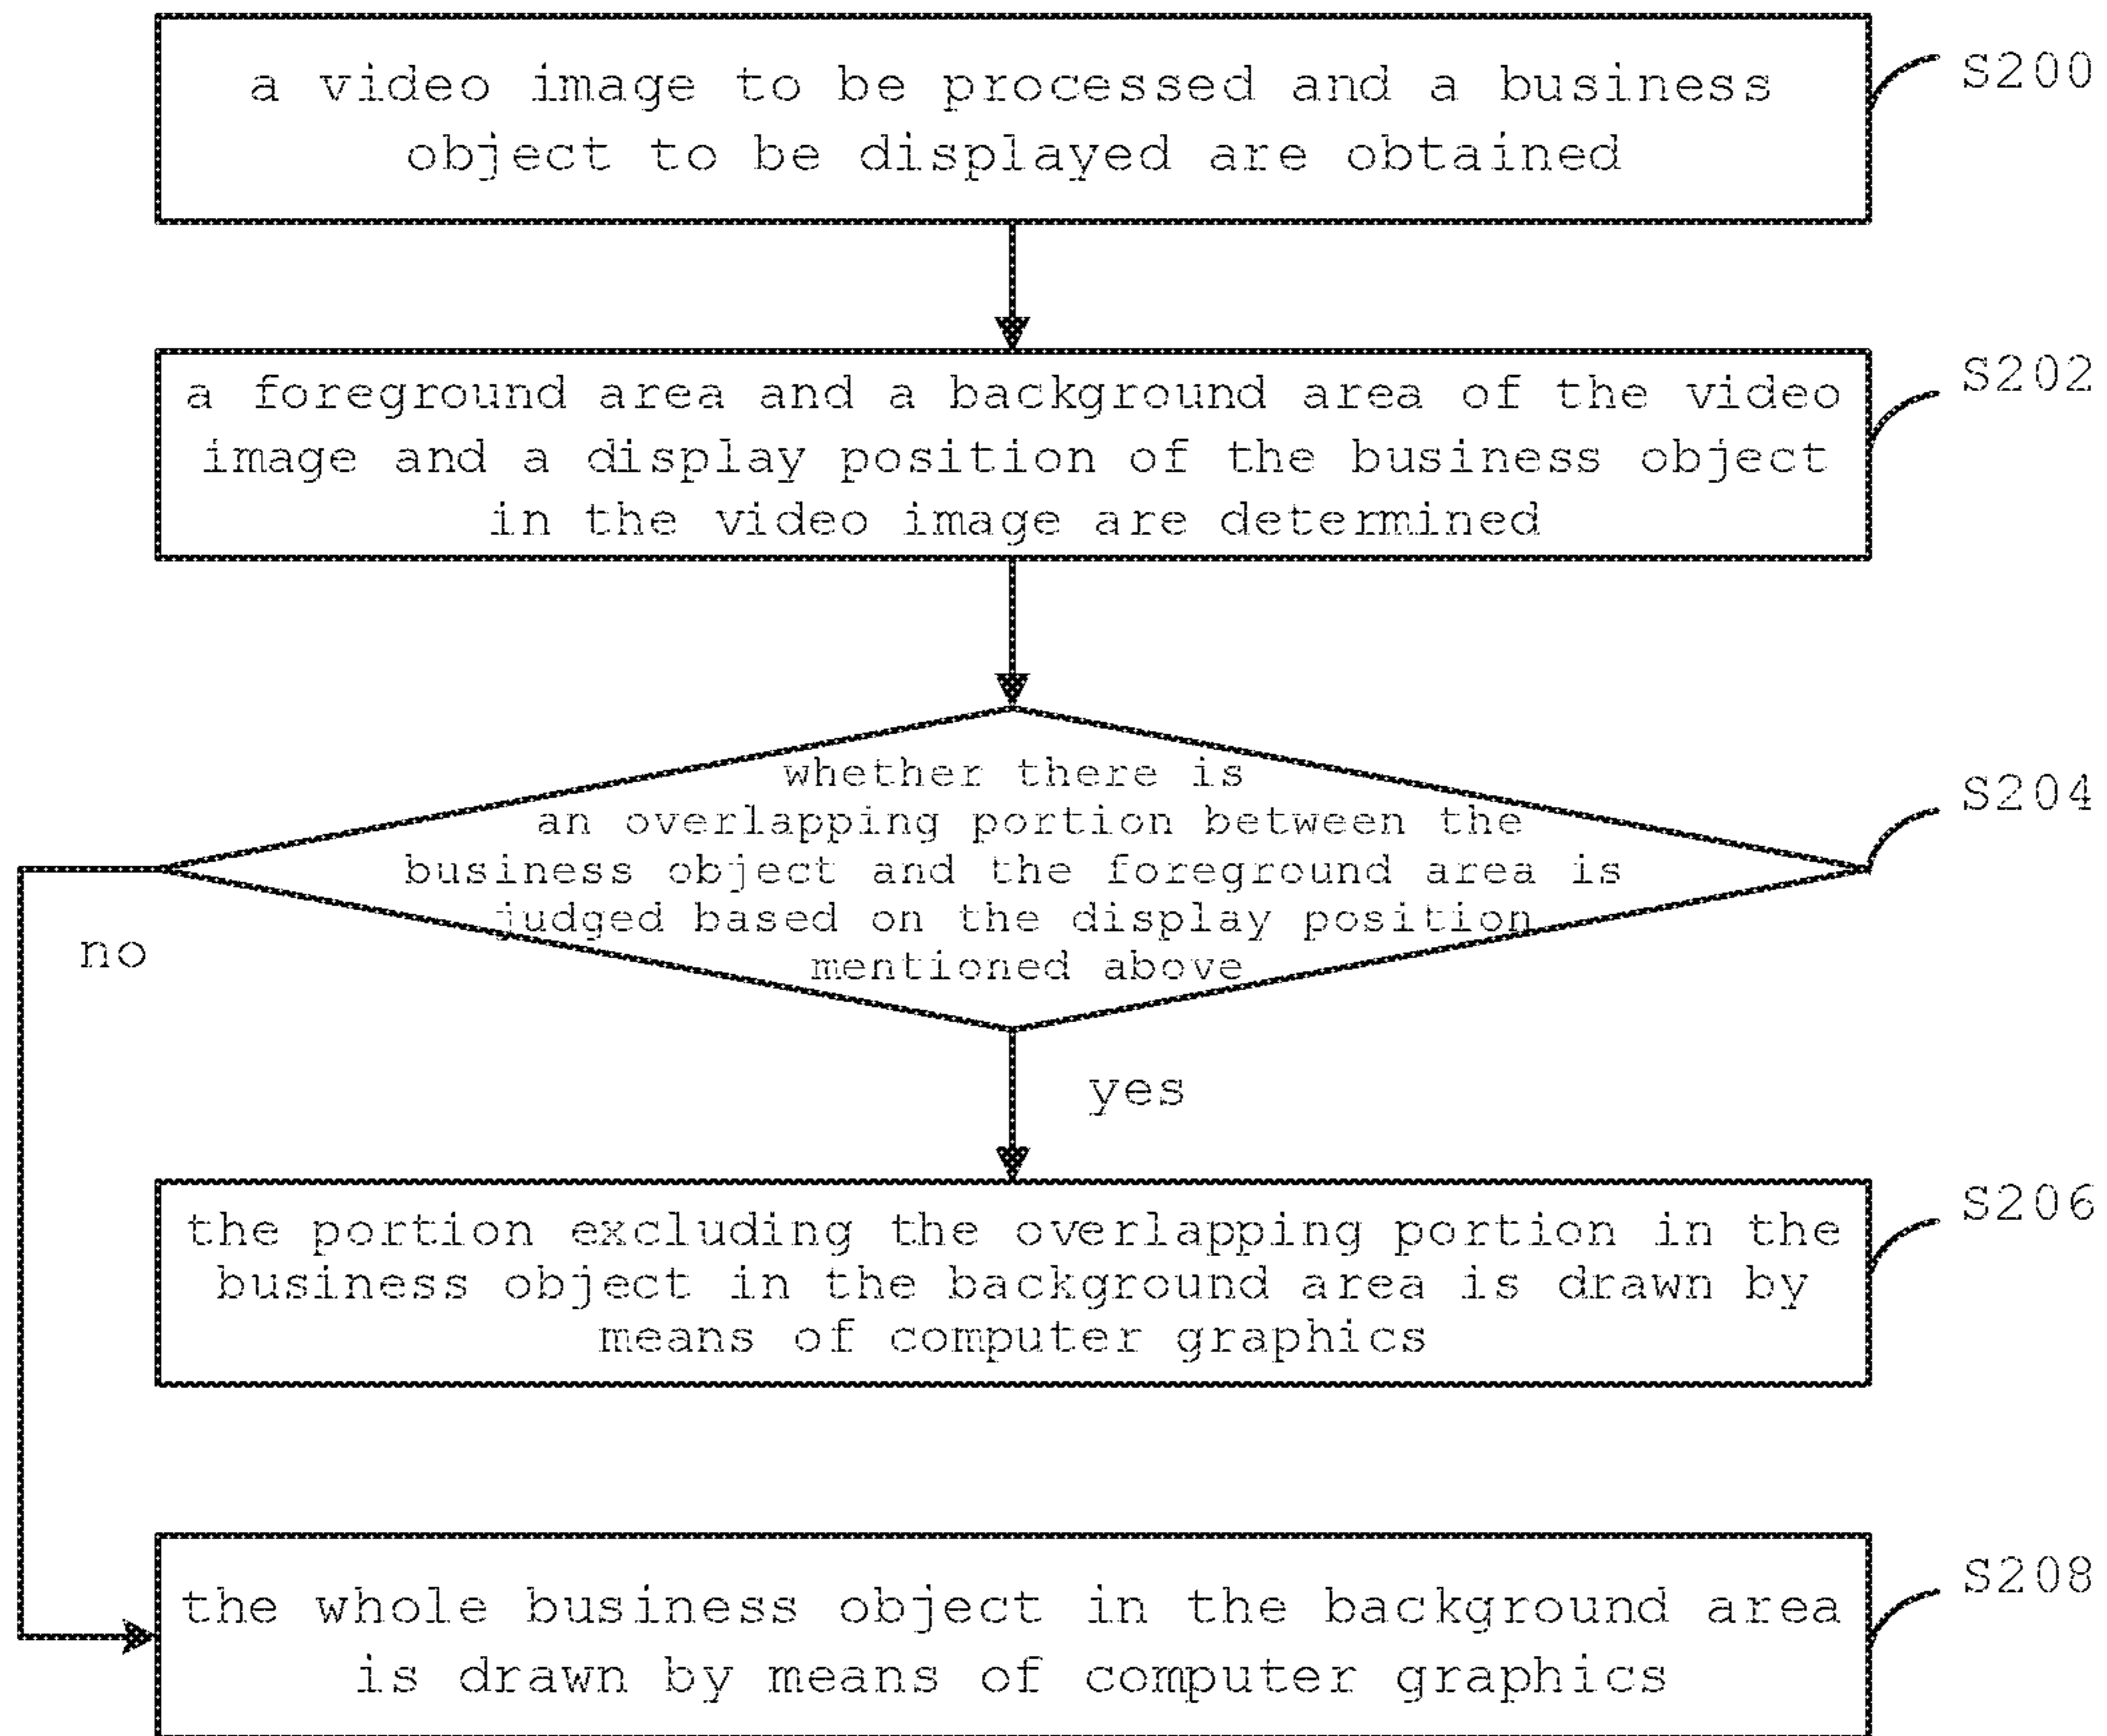 a video image to be processed and a business
object to be displayed are obtained
S200
a foreground area and a background area of the video
image and a display position of the business object
in the video image are determined
S202
whether there is
an overlapping portion between the
business object and the foreground area is
judged based on the display position
mentioned above
S204
no
yes
the portion excluding the overlapping portion in the
business object in the background area is drawn by
means of computer graphics
S206
the whole business object in the background area
is drawn by means of computer graphics
S208